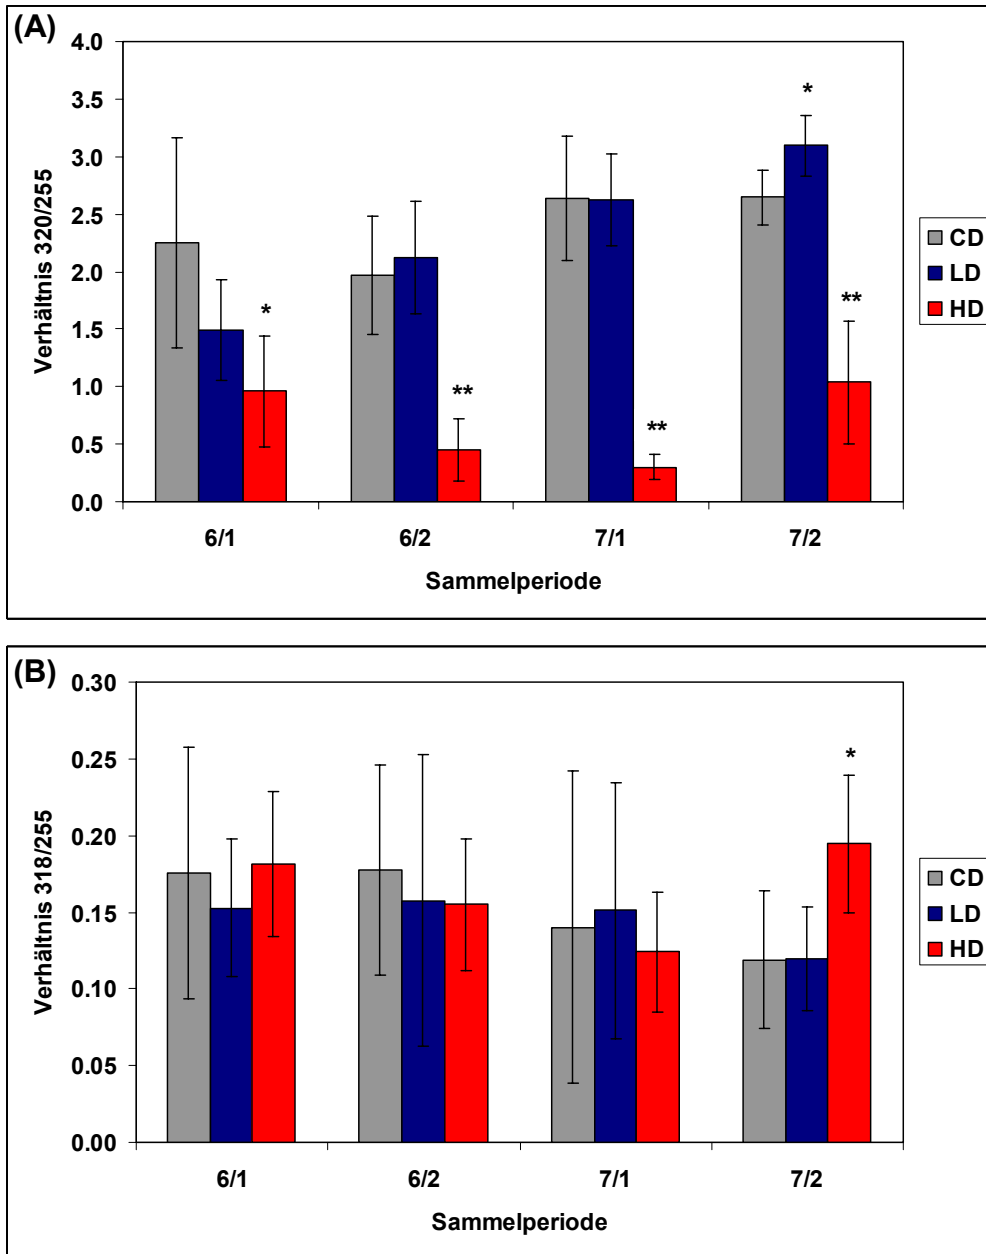 (A)
4.0
3.5
3.0
2.5
2.0
1.5
1.0
0.5
0.0
Verhältnis 320/255
*
**
**
*
**
6/1 6/2 7/1 7/2
Sammelperiode
CD
LD
HD
(B)
0.30
0.25
0.20
0.15
0.10
0.05
0.00
Verhältnis 318/255
*
6/1 6/2 7/1 7/2
Sammelperiode
CD
LD
HD